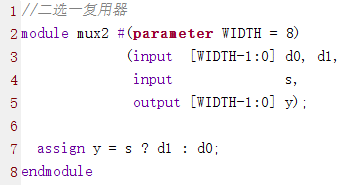 1 //二选一复用器
2 module mux2 #(parameter WIDTH = 8)
3 (input [WIDTH-1:0] d0, d1,
4 input s,
5 output [WIDTH-1:0] y);
6
7 assign y = s ? d1 : d0;
8 endmodule